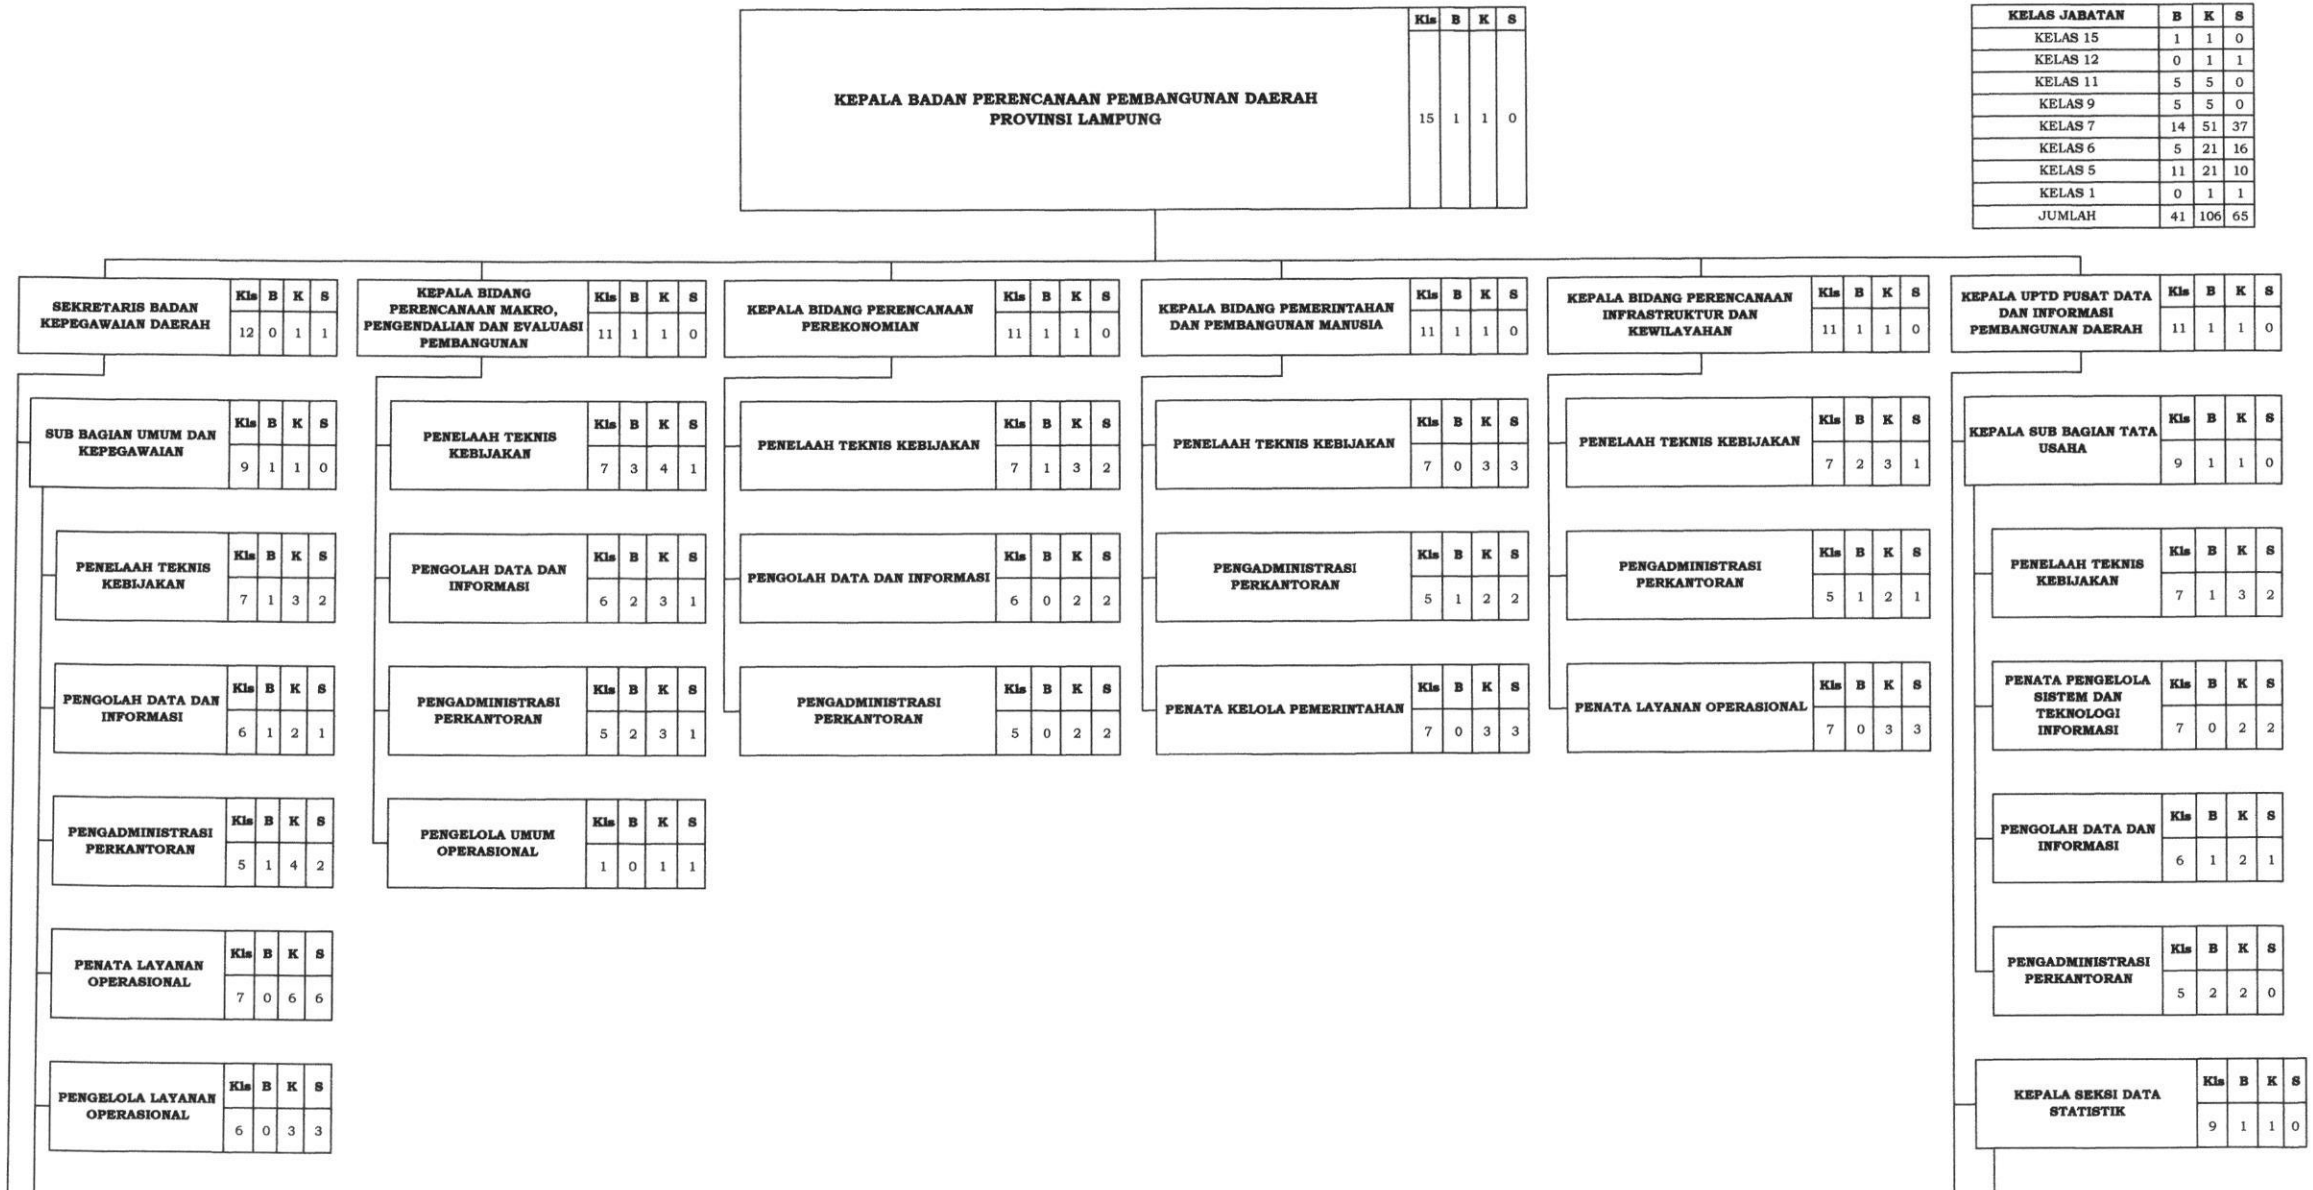 Kls B K S
KEPALA BADAN PERENCANAAN PEMBANGUNAN DAERAH
PROVINSI LAMPUNG
15 1 1 0
KELAS JABATAN B K S
KELAS 15 1 1 0
KELAS 12 0 1 1
KELAS 11 5 5 0
KELAS 9 5 5 0
KELAS 7 14 51 37
KELAS 6 5 21 16
KELAS 5 11 21 10
KELAS 1 0 1 1
JUMLAH 41 106 65
SEKRETARIS BADAN
KEPEGAWAIAN DAERAH
Kls B K S
12 0 1 1
KEPALA BIDANG
PERENCANAAN MAKRO,
PENGENDALIAN DAN EVALUASI
PEMBANGUNAN
Kls B K S
11 1 1 0
KEPALA BIDANG PERENCANAAN
PEREKONOMIAN
Kls B K S
11 1 1 0
KEPALA BIDANG PEMERINTAHAN
DAN PEMBANGUNAN MANUSIA
Kls B K S
11 1 1 0
KEPALA BIDANG PERENCANAAN
INFRASTRUKTUR DAN
KEWILAYAHAN
Kls B K S
11 1 1 0
KEPALA UPTD PUSAT DATA
DAN INFORMASI
PEMBANGUNAN DAERAH
Kls B K S
11 1 1 0
SUB BAGIAN UMUM DAN
KEPEGAWAIAN
Kls B K S
9 1 1 0
PENELAAH TEKNIS
KEBIJAKAN
Kls B K S
7 3 4 1
PENELAAH TEKNIS KEBIJAKAN
Kls B K S
7 1 3 2
PENELAAH TEKNIS KEBIJAKAN
Kls B K S
7 0 3 3
PENELAAH TEKNIS KEBIJAKAN
Kls B K S
7 2 3 1
KEPALA SUB BAGIAN TATA
USAHA
Kls B K S
9 1 1 0
PENELAAH TEKNIS
KEBIJAKAN
Kls B K S
7 1 3 2
PENGOLAH DATA DAN
INFORMASI
Kls B K S
6 2 3 1
PENGOLAH DATA DAN INFORMASI
Kls B K S
6 0 2 2
PENGADMINISTRASI
PERKANTORAN
Kls B K S
5 1 2 2
PENGADMINISTRASI
PERKANTORAN
Kls B K S
5 1 2 1
PENELAAH TEKNIS
KEBIJAKAN
Kls B K S
7 1 3 2
PENGOLAH DATA DAN
INFORMASI
Kls B K S
6 1 2 1
PENGADMINISTRASI
PERKANTORAN
Kls B K S
5 2 3 1
PENGADMINISTRASI
PERKANTORAN
Kls B K S
5 0 2 2
PENATA KELOLA PEMERINTAHAN
Kls B K S
7 0 3 3
PENATA LAYANAN OPERASIONAL
Kls B K S
7 0 3 3
PENATA PENGELOLA
SISTEM DAN
TEKNOLOGI
INFORMASI
Kls B K S
7 0 2 2
PENGADMINISTRASI
PERKANTORAN
Kls B K S
5 1 4 2
PENGELOLA UMUM
OPERASIONAL
Kls B K S
1 0 1 1
PENGOLAH DATA DAN
INFORMASI
Kls B K S
6 1 2 1
PENATA LAYANAN
OPERASIONAL
Kls B K S
7 0 6 6
PENGADMINISTRASI
PERKANTORAN
Kls B K S
5 2 2 0
PENGELOLA LAYANAN
OPERASIONAL
Kls B K S
6 0 3 3
KEPALA SEKSI DATA
STATISTIK
Kls B K S
9 1 1 0